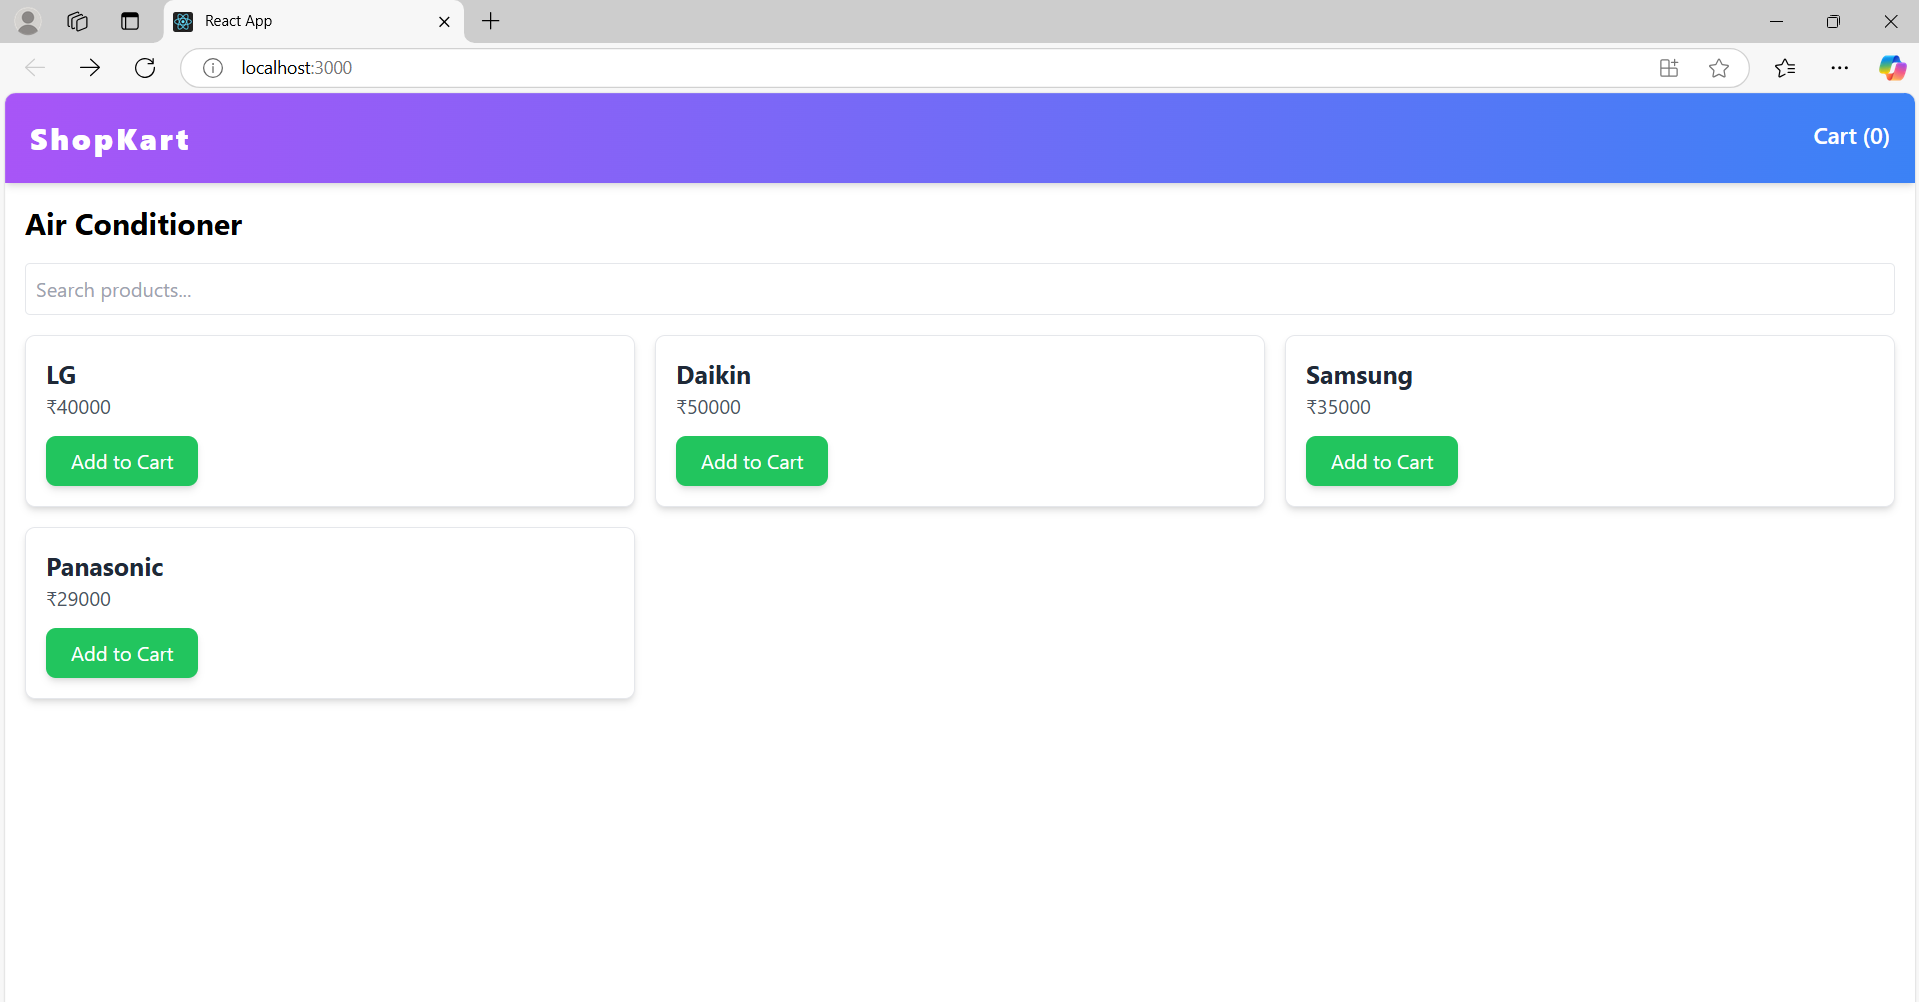 React App
localhost:3000
ShopKart
Cart (0)
Air Conditioner
Search products...
LG
₹40000
Add to Cart
Daikin
₹50000
Add to Cart
Samsung
₹35000
Add to Cart
Panasonic
₹29000
Add to Cart